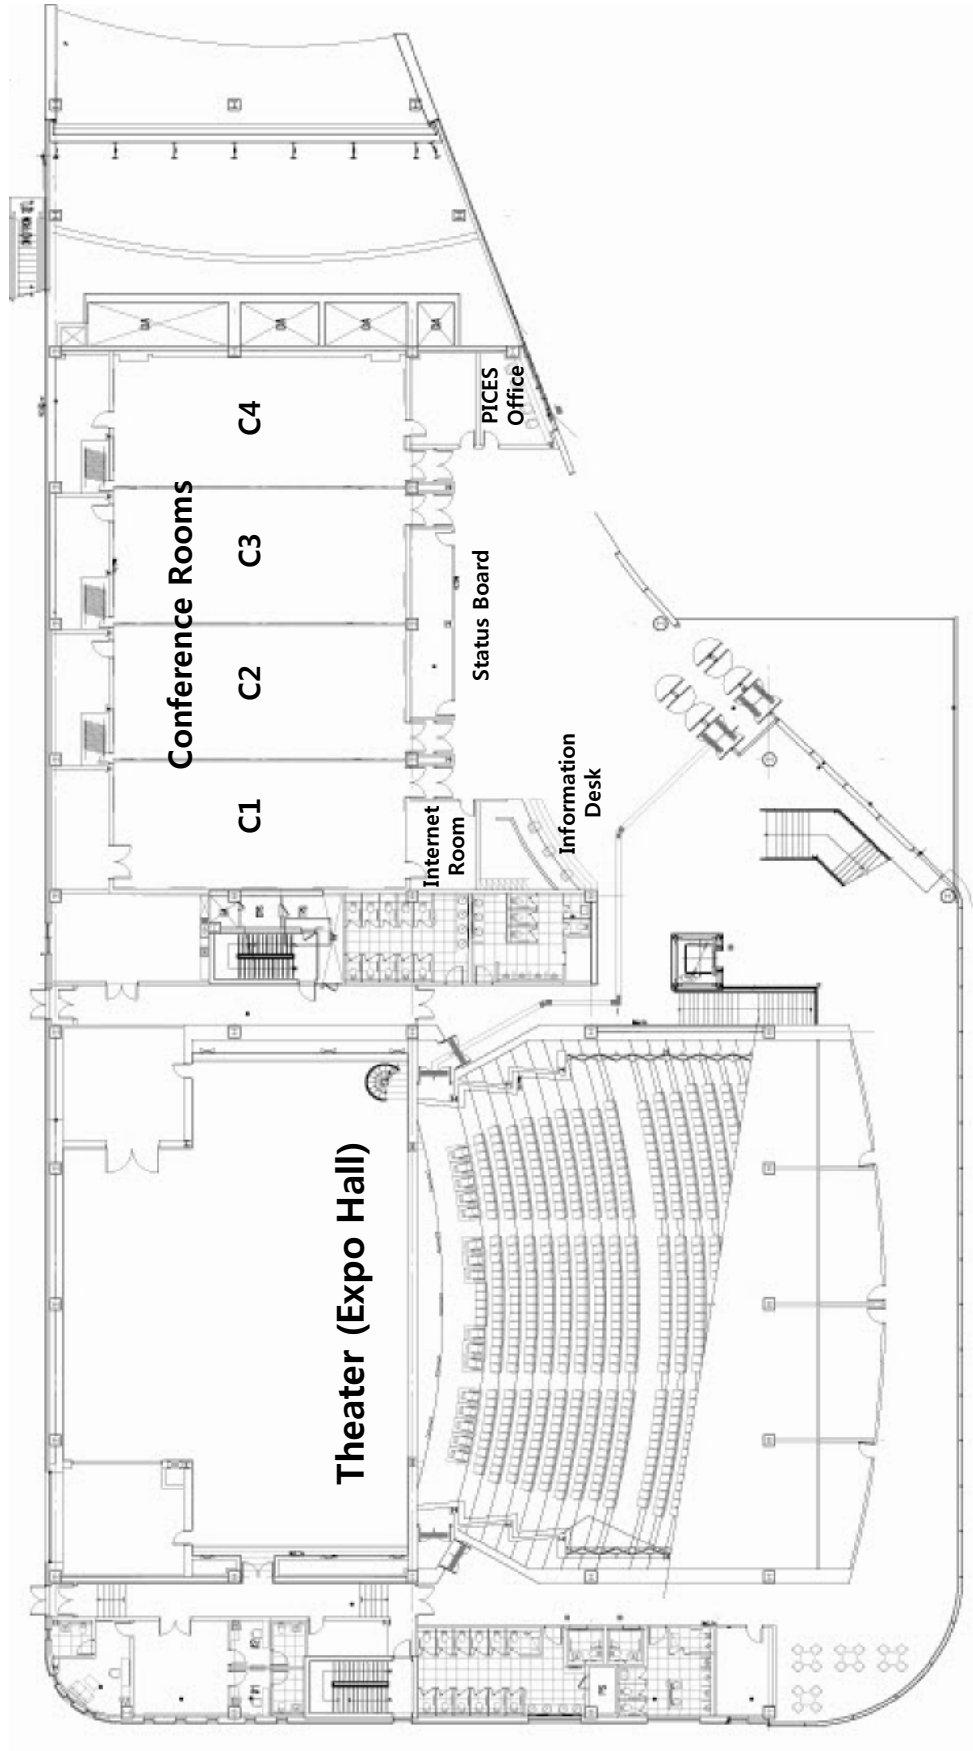 PICES
Office
C4
C3
C2
C1
Conference Rooms
Status Board
Information
Desk
Internet
Room
Theater (Expo Hall)